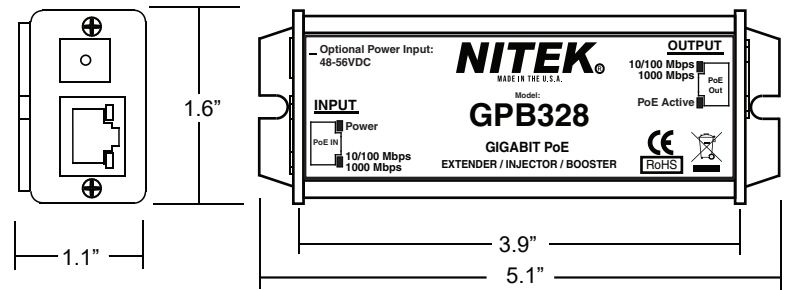 1.6”
1.1”
Optional Power Input:
48-56VDC
INPUT
Power
PoE IN
10/100 Mbps
1000 Mbps
NITEK®
MADE IN THE U.S.A.
Model:
GPB328
GIGABIT PoE
EXTENDER / INJECTOR / BOOSTER
OUTPUT
10/100 Mbps
1000 Mbps
PoE
Out
PoE Active
CE
RoHS
3.9”
5.1”